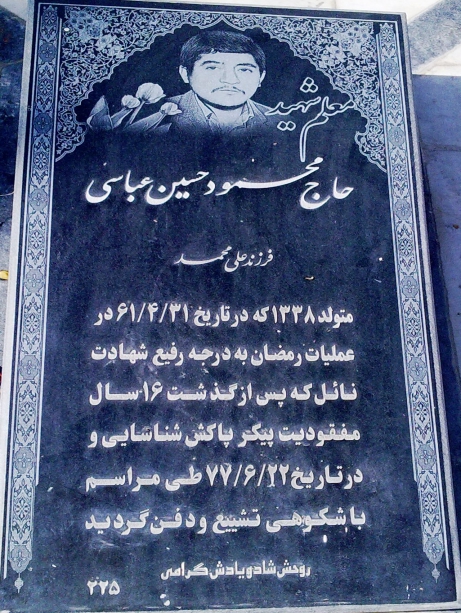 معلم شهید
حاج محمود حسین عباسی
فرزند علی محمد
متولد ۱۳۳۸ که در تاریخ ۶۱/۴/۳۱ در
عملیات رمضان به درجه رفیع شهادت
نائل که پس از گذشت ۱۶ سال
مفقودیت پیکر پاکش شناسایی و
در تاریخ ۷۷/۶/۲۲ طی مراسم
باشکوهی تشییع و دفن گردید
روحش شاد و یادش گرامی
۲۲۵